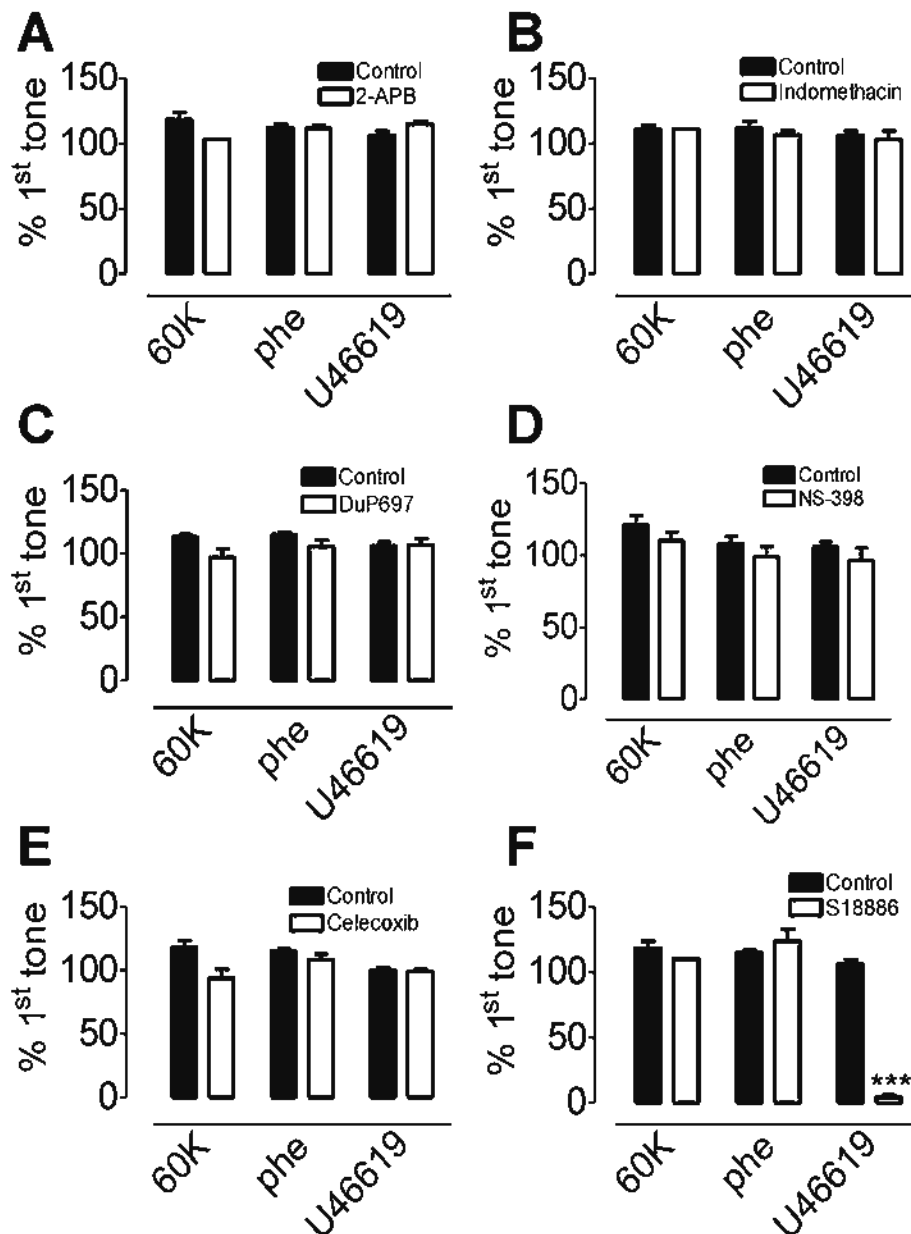 A
% 1st tone
150
100
50
0
Control
2-APB
60K
phe
U46619
B
% 1st tone
150
100
50
0
Control
Indomethacin
60K
phe
U46619
C
% 1st tone
150
100
50
0
Control
DuP697
60K
phe
U46619
D
% 1st tone
150
100
50
0
Control
NS-398
60K
phe
U46619
E
% 1st tone
150
100
50
0
Control
Celecoxib
60K
phe
U46619
F
% 1st tone
150
100
50
0
Control
S18886
***
60K
phe
U46619